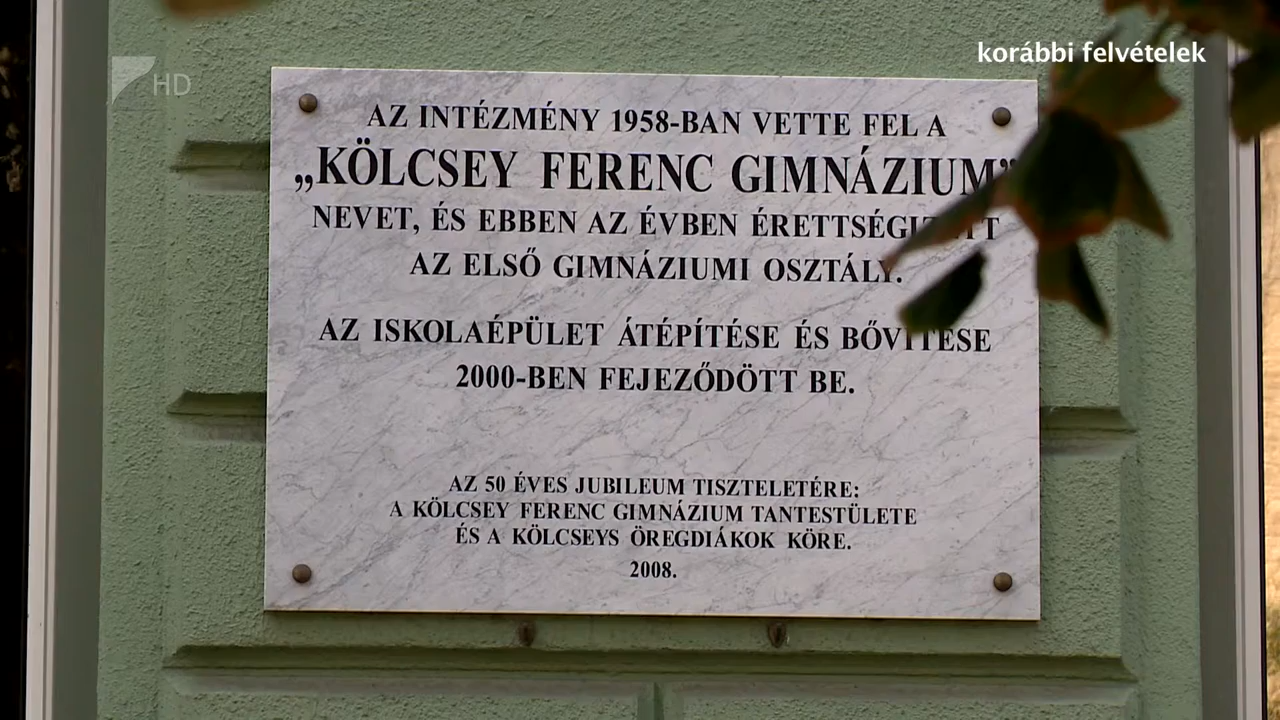 korábbi felvételek
HD
AZ INTÉZMÉNY 1958-BAN VETTE FEL A
„KÖLCSEY FERENC GIMNÁZIUM”
NEVET, ÉS EBBEN AZ ÉVBEN ÉRETTSÉGIZETT
AZ ELSŐ GIMNÁZIUMI OSZTÁLY.
AZ ISKOLAÉPÜLET ÁTÉPÍTÉSE ÉS BŐVÍTÉSE
2000-BEN FEJEZŐDÖTT BE.
AZ 50 ÉVES JUBILEUM TISZTELETÉRE:
A KÖLCSEY FERENC GIMNÁZIUM TANTESTÜLETE
ÉS A KÖLCSEYS ÖREGDIÁKOK KÖRE.
2008.